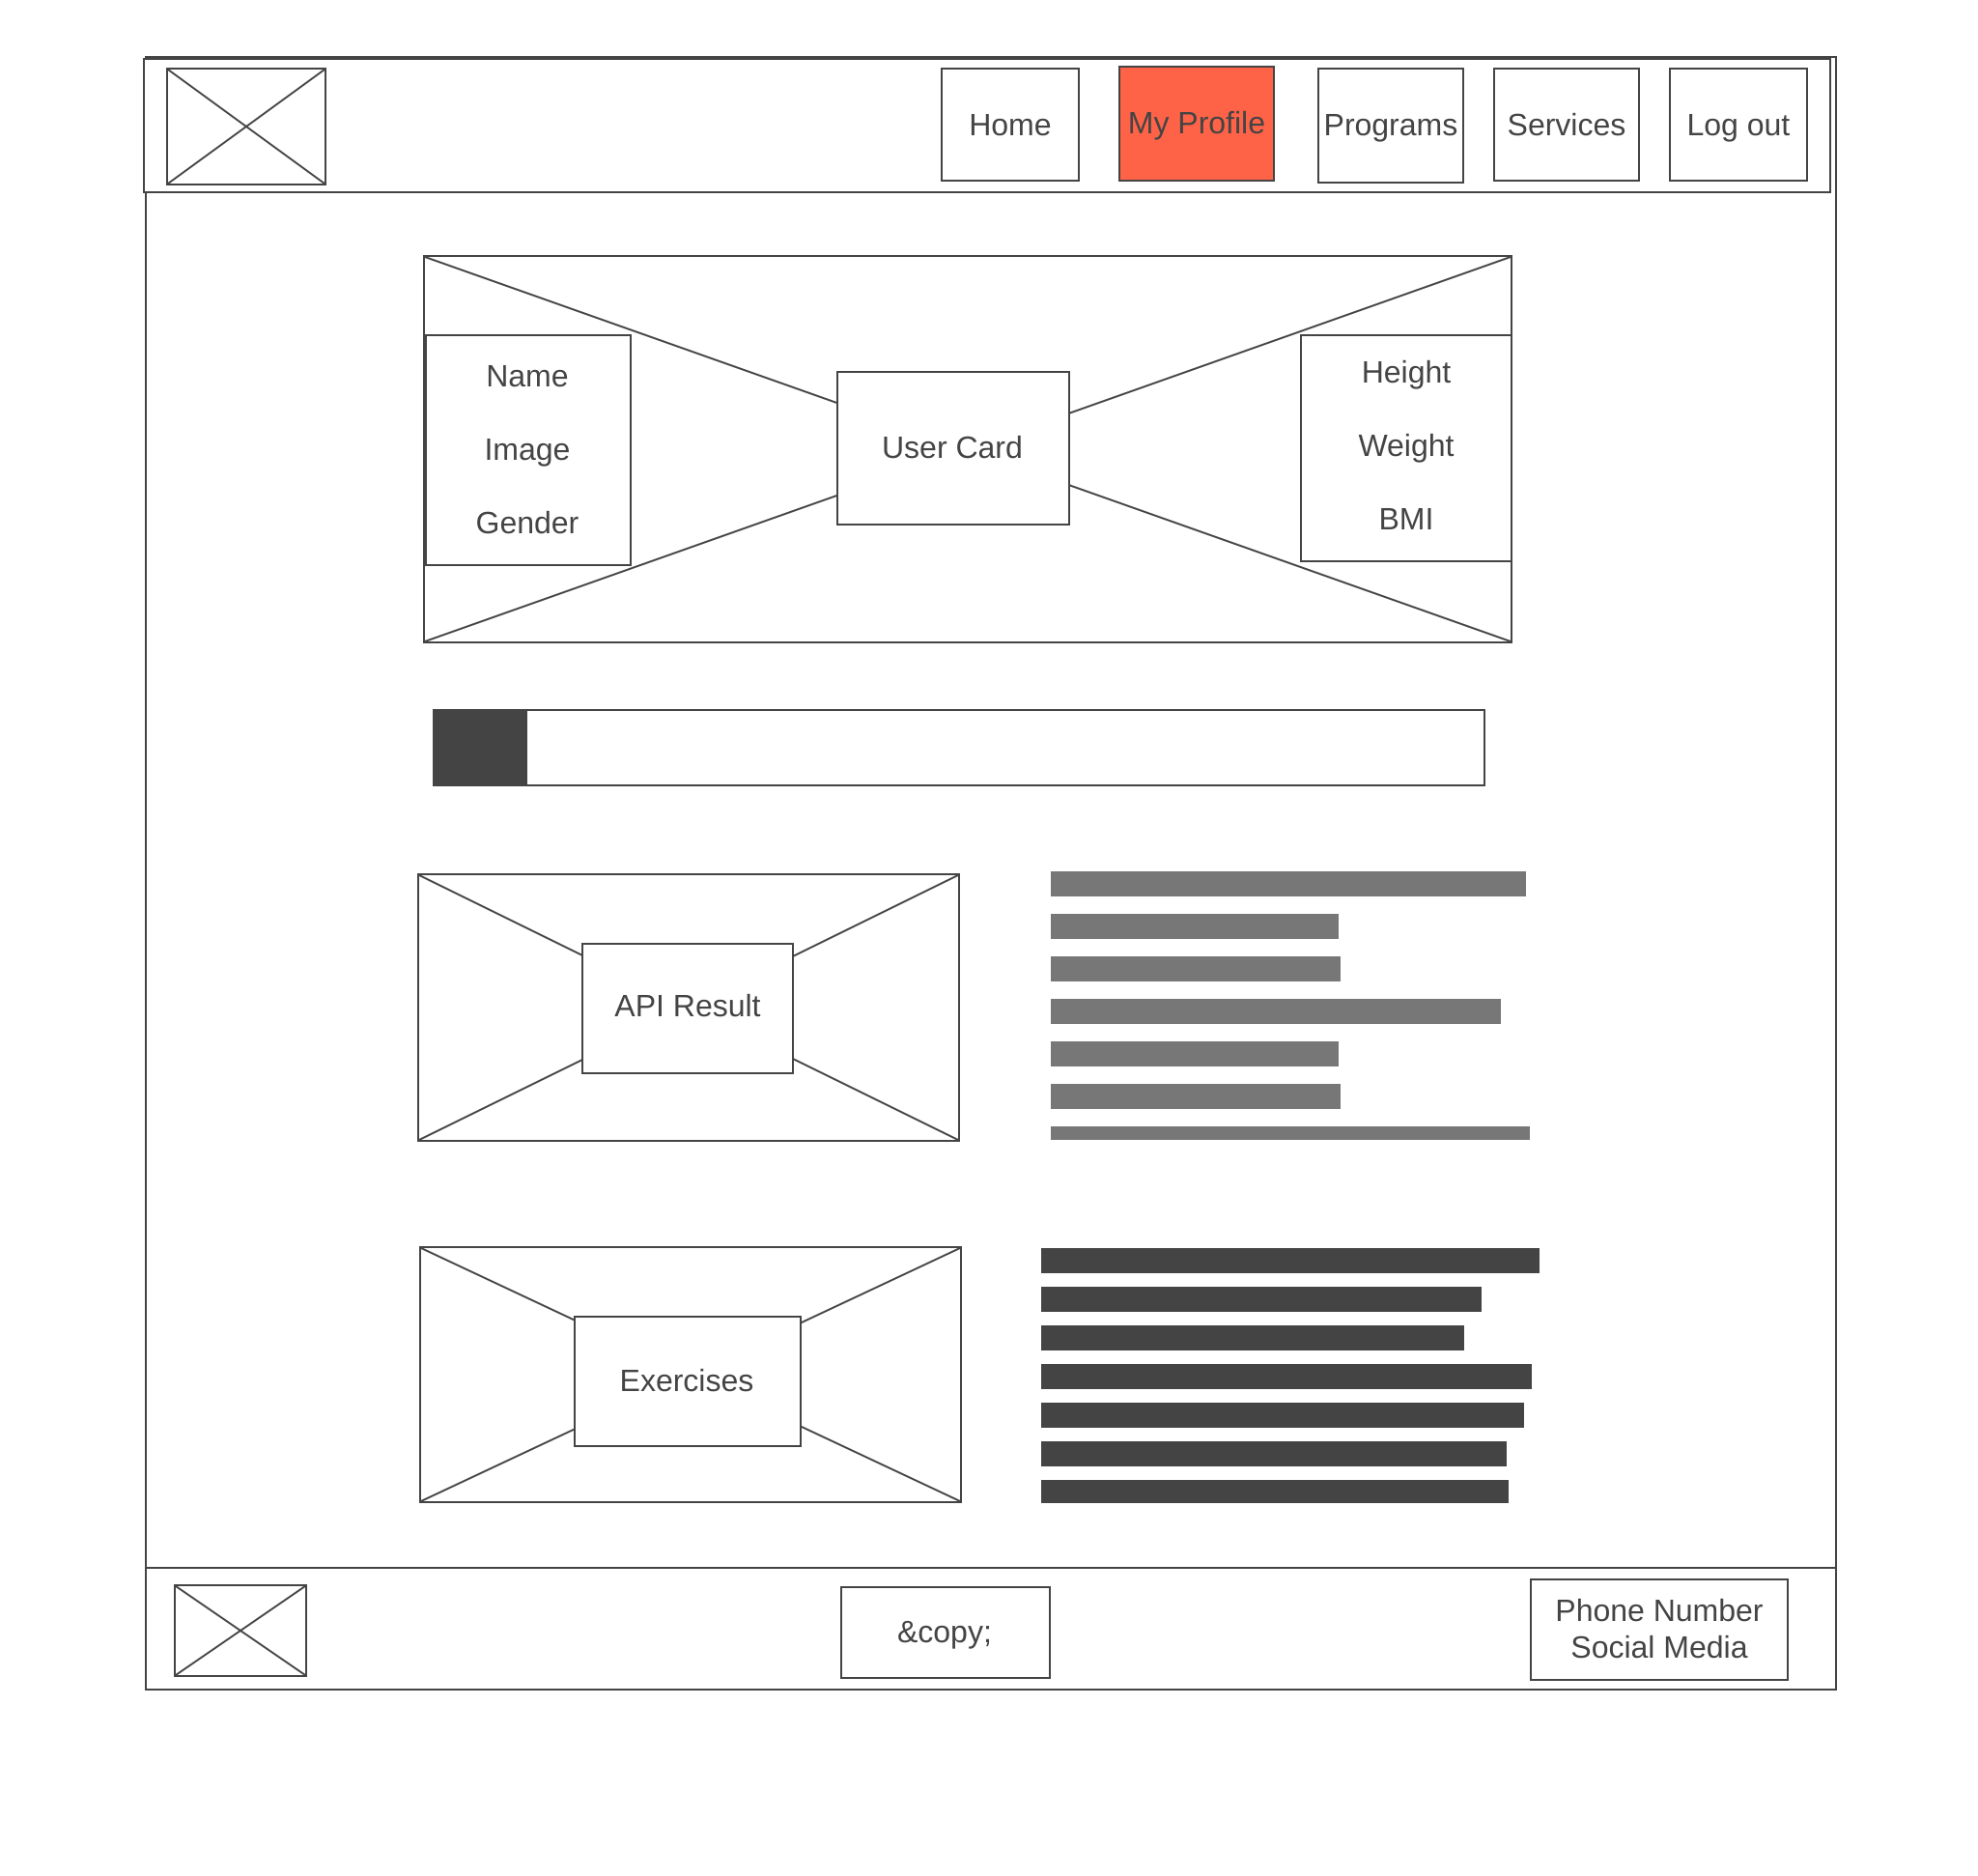 Home
My Profile
Programs
Services
Log out
Name
Image
Gender
User Card
Height
Weight
BMI
API Result
Exercises
&copy;
Phone Number
Social Media